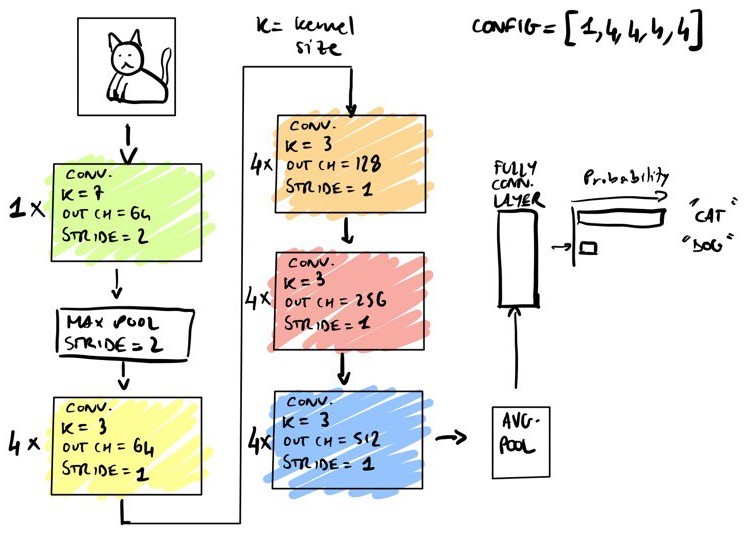 K = kernel
size
CONFIG = [1, 4, 4, 4, 4]
1 x
CONV.
K = 7
OUT CH = 64
STRIDE = 2
MAX POOL
STRIDE = 2
4 x
CONV.
K = 3
OUT CH = 64
STRIDE = 1
4x
CONV.
K = 3
OUT CH = 128
STRIDE = 1
4x
CONV.
K = 3
OUT CH = 256
STRIDE = 1
4x
CONV.
K = 3
OUT CH = 512
STRIDE = 1
AVG.
POOL
FULLY
CONN.
LAYER
Probability
"CAT"
"DOG"